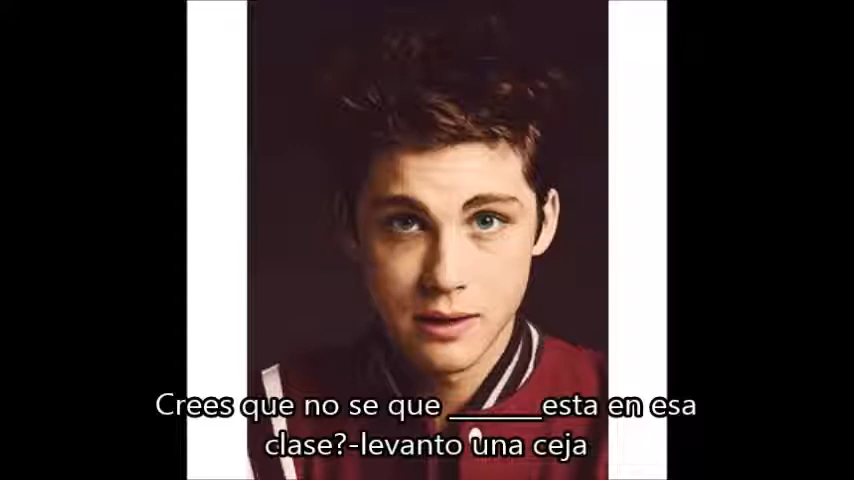 Crees que no se que ______esta en esa
clase?-levanto una ceja